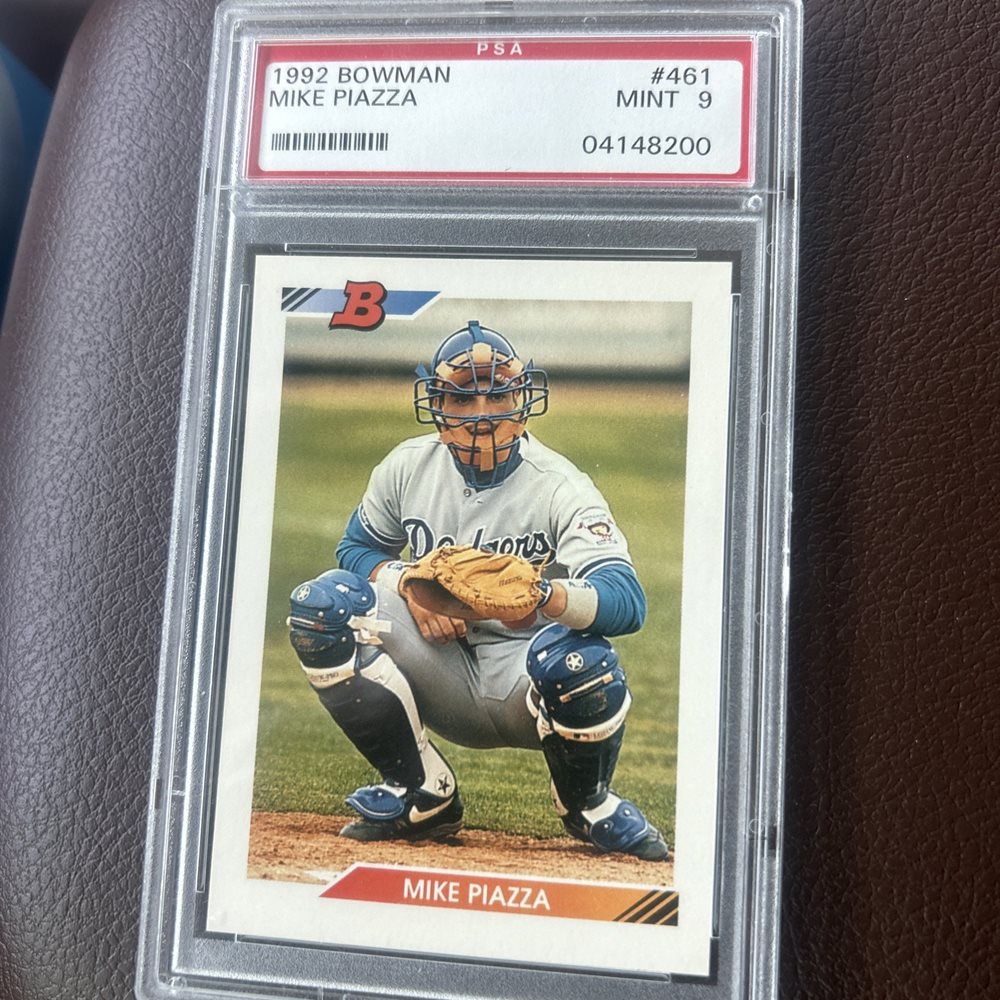 PSA
1992 BOWMAN #461
MIKE PIAZZA MINT 9
04148200
B
Dodgers
MIKE PIAZZA